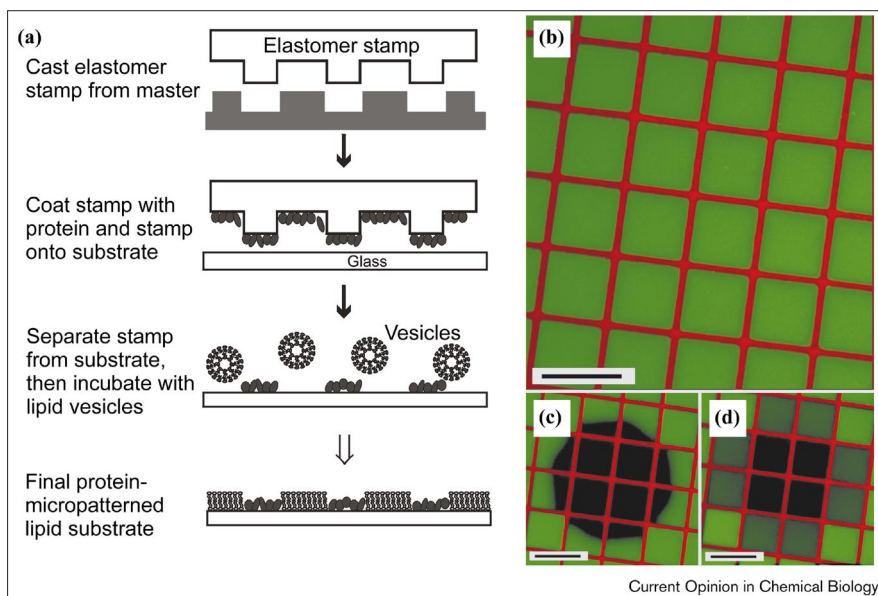 (a)
Elastomer stamp
Cast elastomer
stamp from master
Coat stamp with
protein and stamp
onto substrate
Glass
Separate stamp
from substrate,
then incubate with
lipid vesicles
Vesicles
Final protein-
micropatterned
lipid substrate
(b)
(c)
(d)
Current Opinion in Chemical Biology